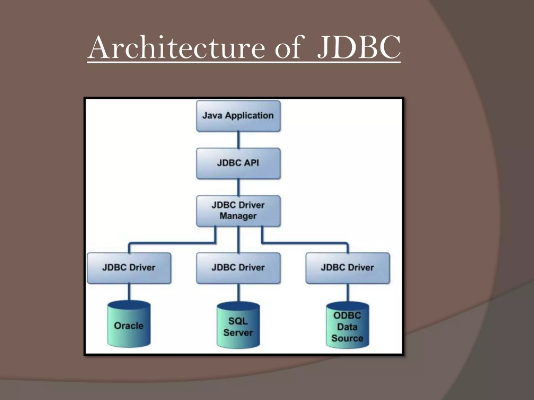 Architecture of JDBC
Java Application
JDBC API
JDBC Driver
Manager
JDBC Driver
JDBC Driver
JDBC Driver
Oracle
SQL
Server
ODBC
Data
Source